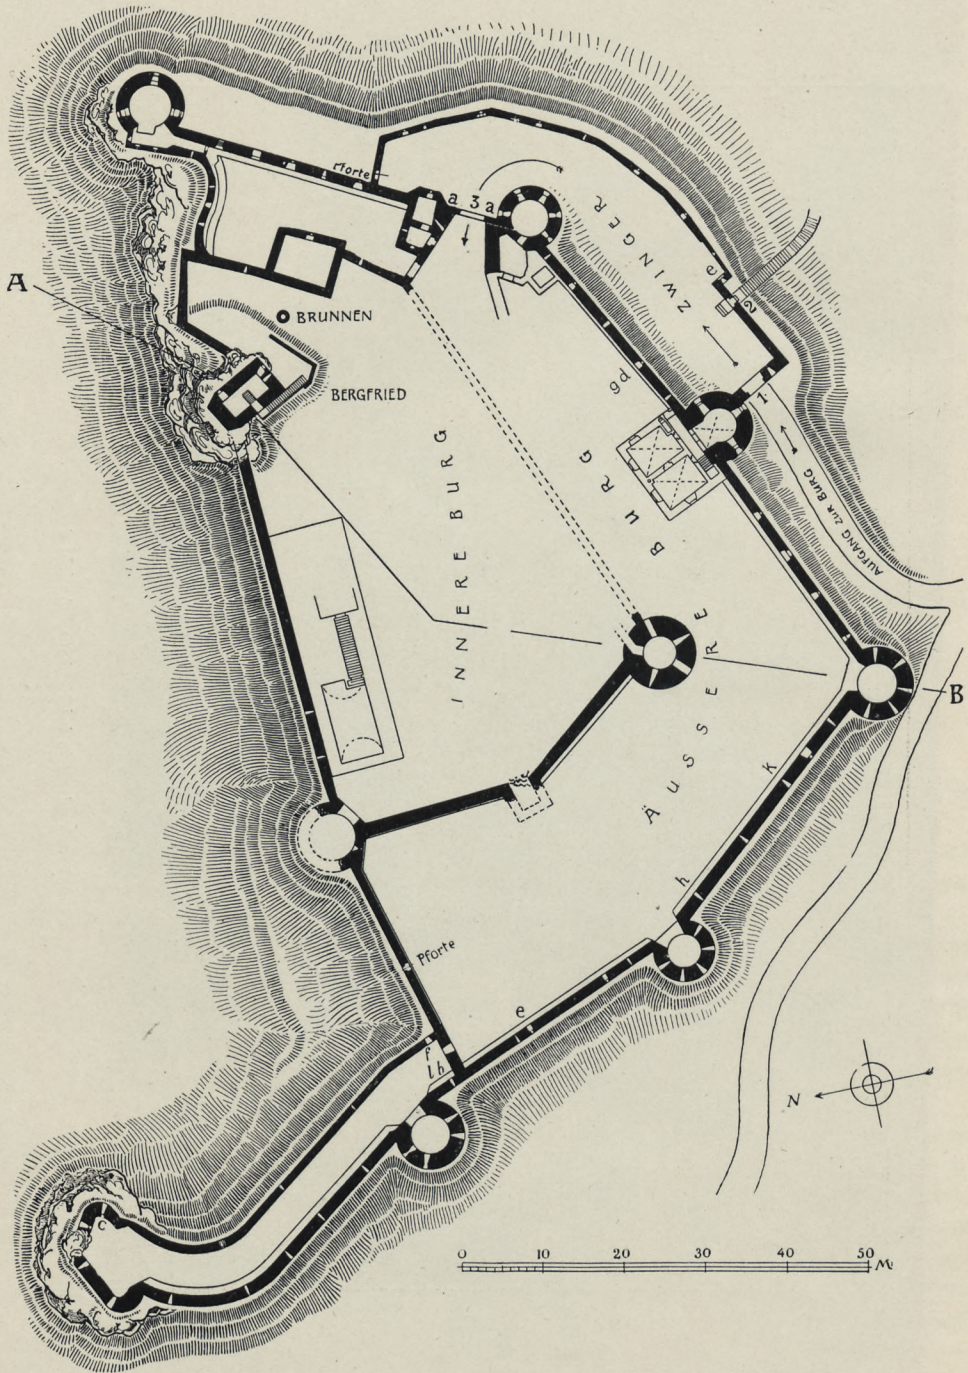 Pforte
a 3 a
ZWINGER
e
2
A
BRUNNEN
BERGFRIED
g d
1
AUFGANG ZUR BURG
INNERE BURG
ÄUSSERE BURG
B
k
h
Pforte
e
f
l b
N
c
0 10 20 30 40 50 M.